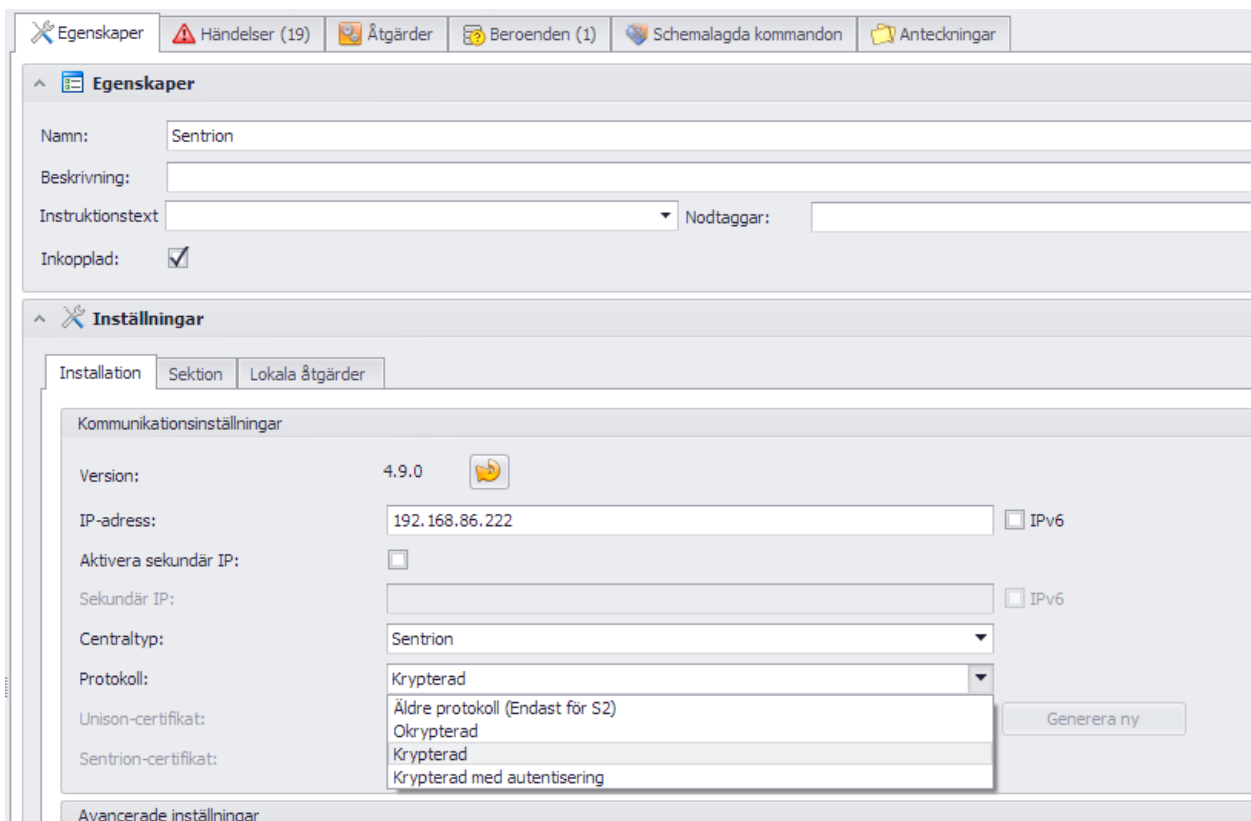 Egenskaper Händelser (19) Åtgärder Beroenden (1) Schemalagda kommandon Anteckningar
Egenskaper
Namn: Sentrion
Beskrivning:
Instruktionstext Nodtaggar:
Inkopplad:
Inställningar
Installation Sektion Lokala åtgärder
Kommunikationsinställningar
Version: 4.9.0
IP-adress: 192.168.86.222 IPv6
Aktivera sekundär IP:
Sekundär IP: IPv6
Centraltyp: Sentrion
Protokoll: Krypterad
Äldre protokoll (Endast för S2)
Unison-certifikat: Okrypterad Generera ny
Krypterad
Sentrion-certifikat: Krypterad med autentisering
Avancerade inställningar